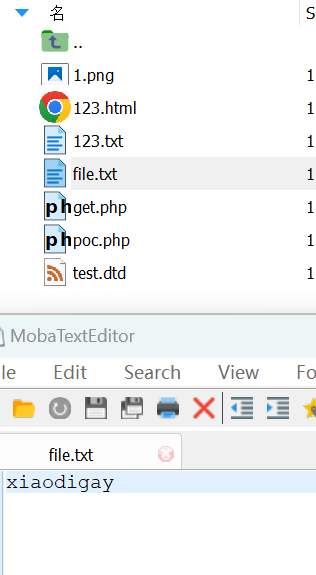 名 S
..
1.png 1
123.html 1
123.txt 1
file.txt 1
get.php 1
poc.php 1
test.dtd 1
MobaTextEditor
le Edit Search View Fo
file.txt
xiaodigay